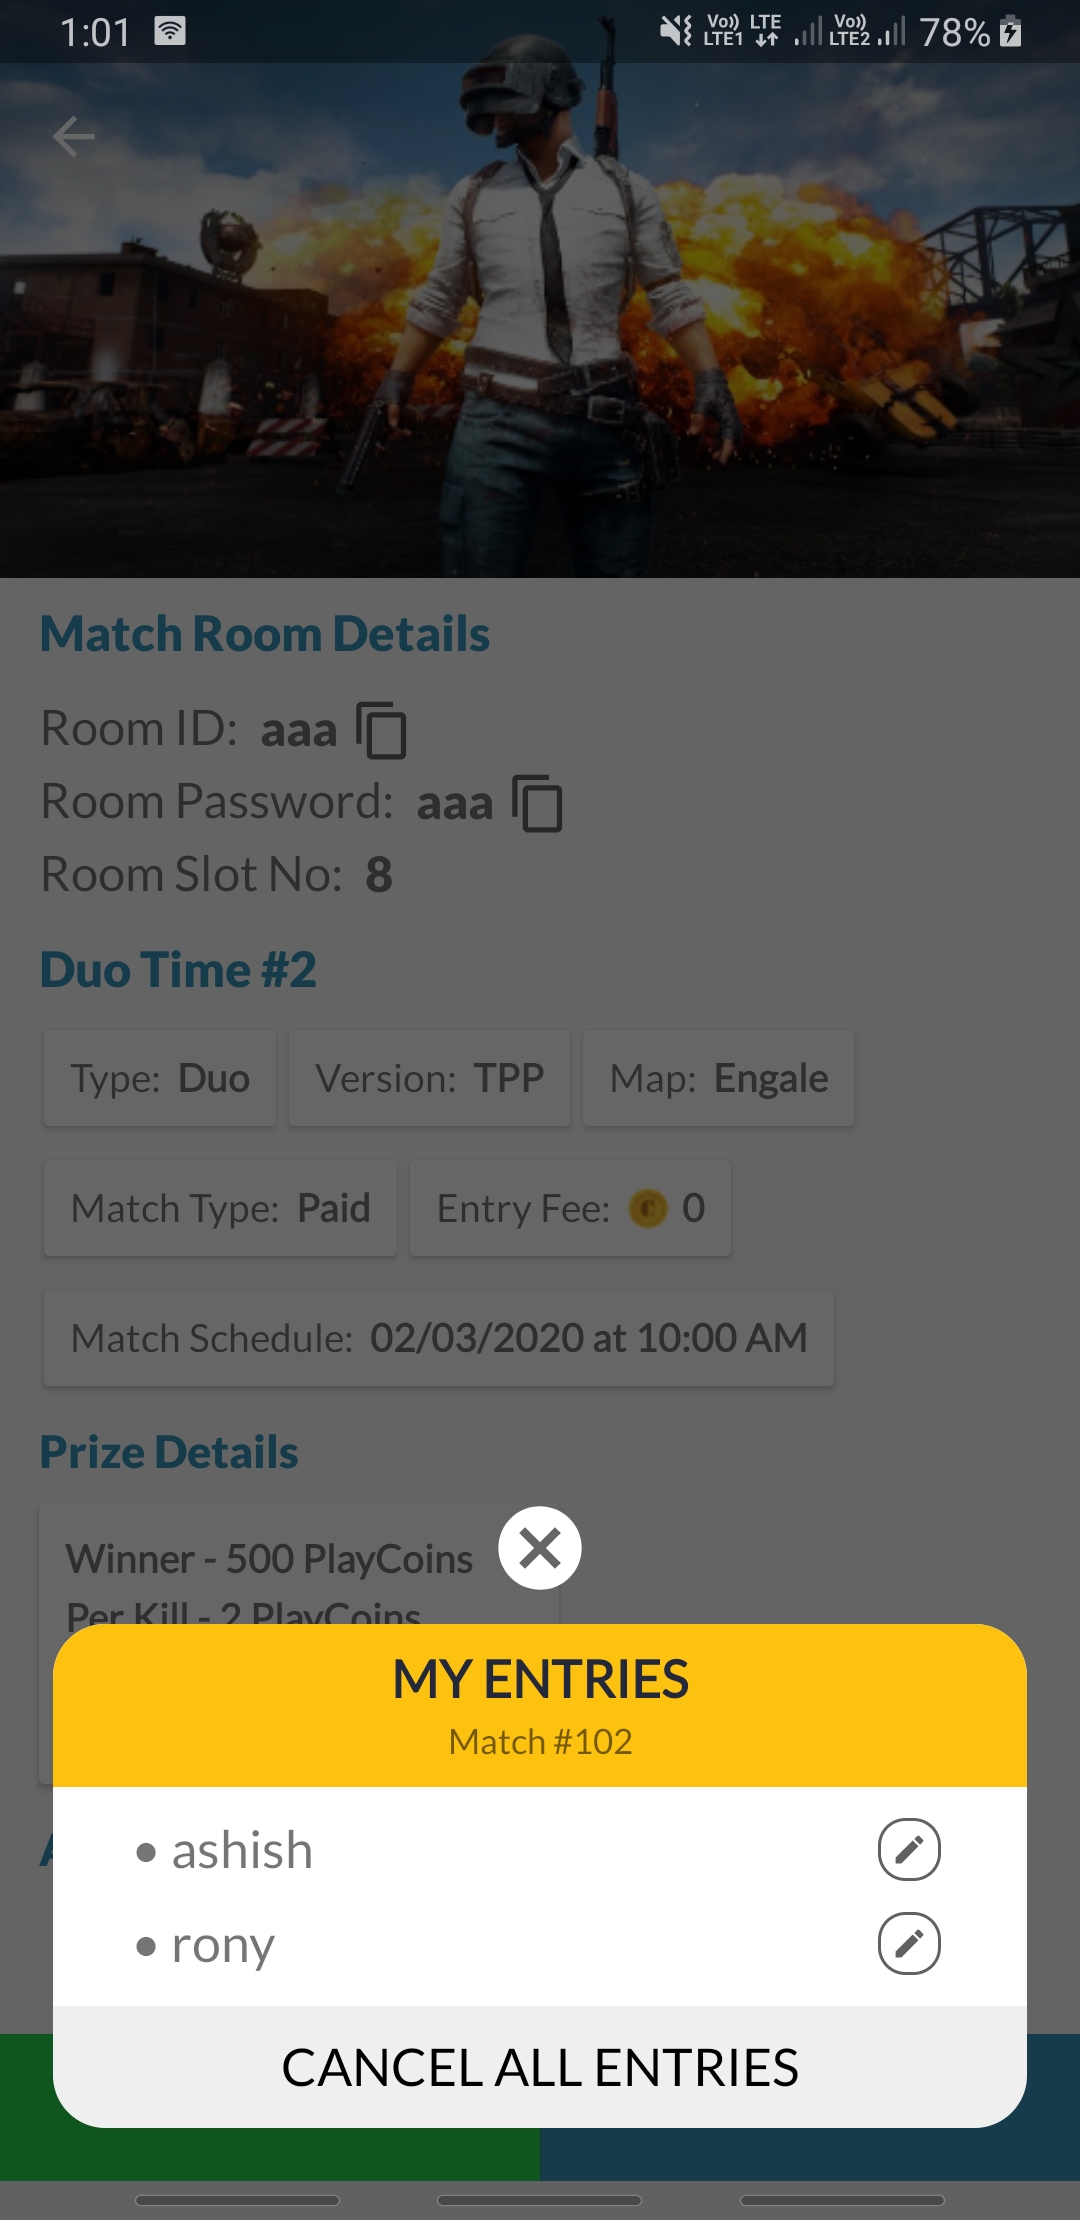 1:01
Vo)) LTE1 LTE Vo)) LTE2 78%
Match Room Details
Room ID: aaa
Room Password: aaa
Room Slot No: 8
Duo Time #2
Type: Duo Version: TPP Map: Engale
Match Type: Paid Entry Fee: C 0
Match Schedule: 02/03/2020 at 10:00 AM
Prize Details
Winner - 500 PlayCoins
Per Kill - 2 PlayCoins
MY ENTRIES
Match #102
• ashish
• rony
CANCEL ALL ENTRIES